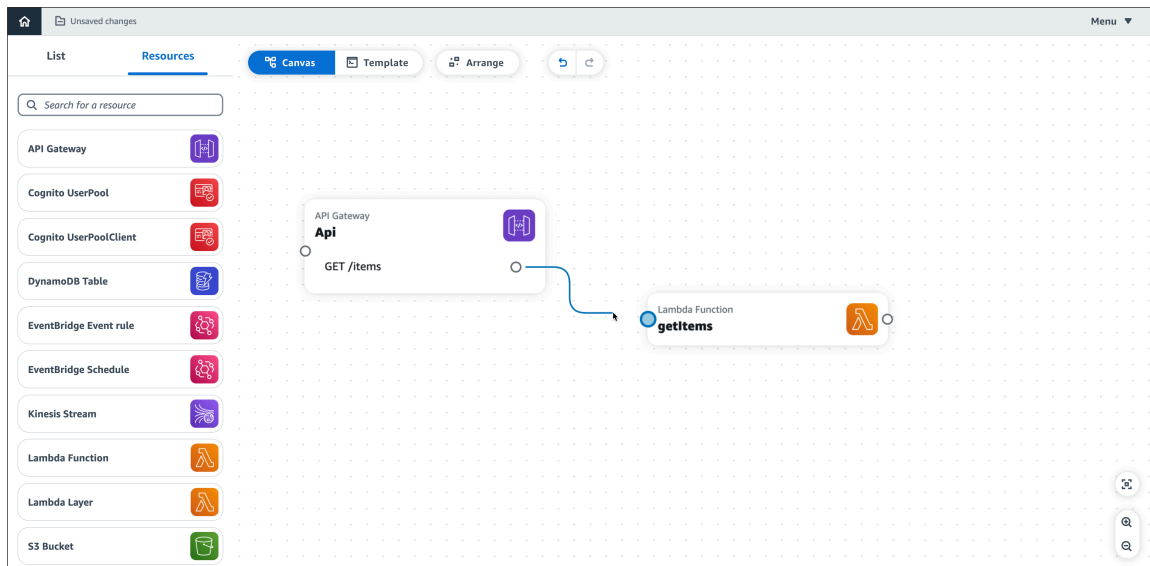 Unsaved changes
Menu ▼
List
Resources
Canvas
Template
Arrange
Search for a resource
API Gateway
Cognito UserPool
Cognito UserPoolClient
DynamoDB Table
EventBridge Event rule
EventBridge Schedule
Kinesis Stream
Lambda Function
Lambda Layer
S3 Bucket
API Gateway
Api
GET /items
Lambda Function
getItems